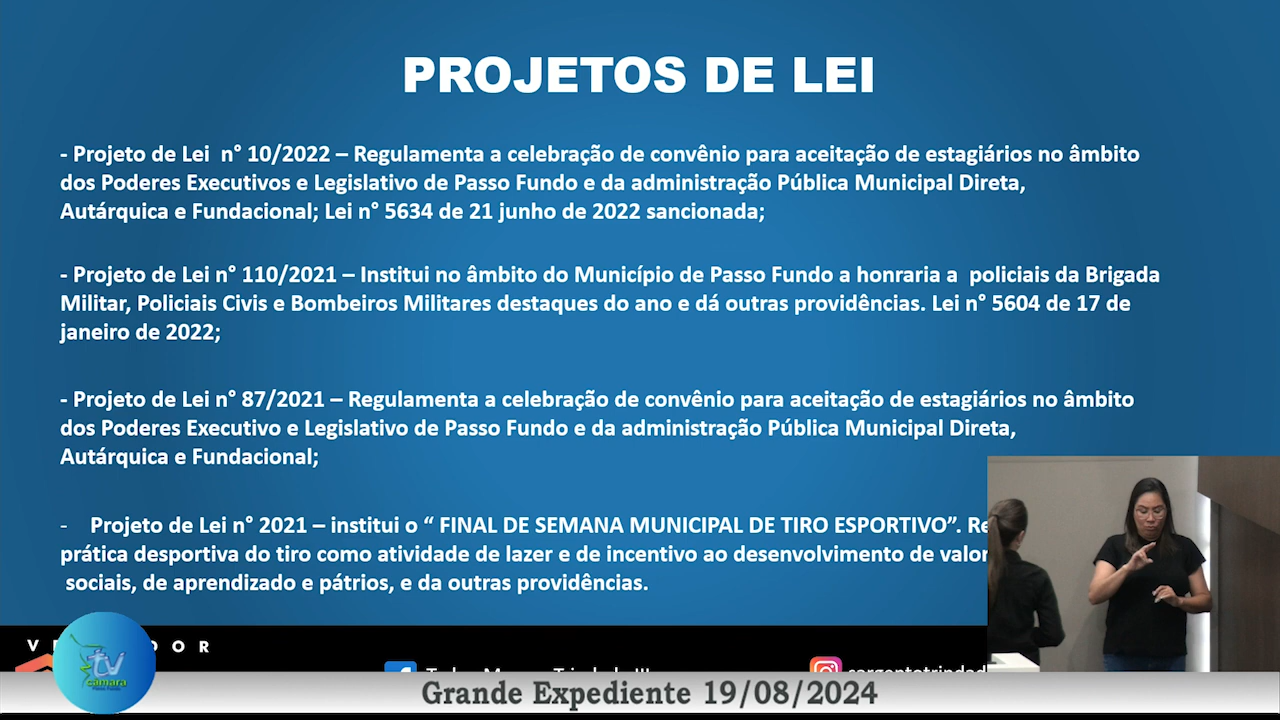 PROJETOS DE LEI
- Projeto de Lei n° 10/2022 – Regulamenta a celebração de convênio para aceitação de estagiários no âmbito
dos Poderes Executivos e Legislativo de Passo Fundo e da administração Pública Municipal Direta,
Autárquica e Fundacional; Lei n° 5634 de 21 junho de 2022 sancionada;
- Projeto de Lei n° 110/2021 – Institui no âmbito do Município de Passo Fundo a honraria a policiais da Brigada
Militar, Policiais Civis e Bombeiros Militares destaques do ano e dá outras providências. Lei n° 5604 de 17 de
janeiro de 2022;
- Projeto de Lei n° 87/2021 – Regulamenta a celebração de convênio para aceitação de estagiários no âmbito
dos Poderes Executivo e Legislativo de Passo Fundo e da administração Pública Municipal Direta,
Autárquica e Fundacional;
- Projeto de Lei n° 2021 – institui o “ FINAL DE SEMANA MUNICIPAL DE TIRO ESPORTIVO”.
prática desportiva do tiro como atividade de lazer e de incentivo ao desenvolvimento de
sociais, de aprendizado e pátrios, e da outras providências.
tv
camara
Grande Expediente 19/08/2024